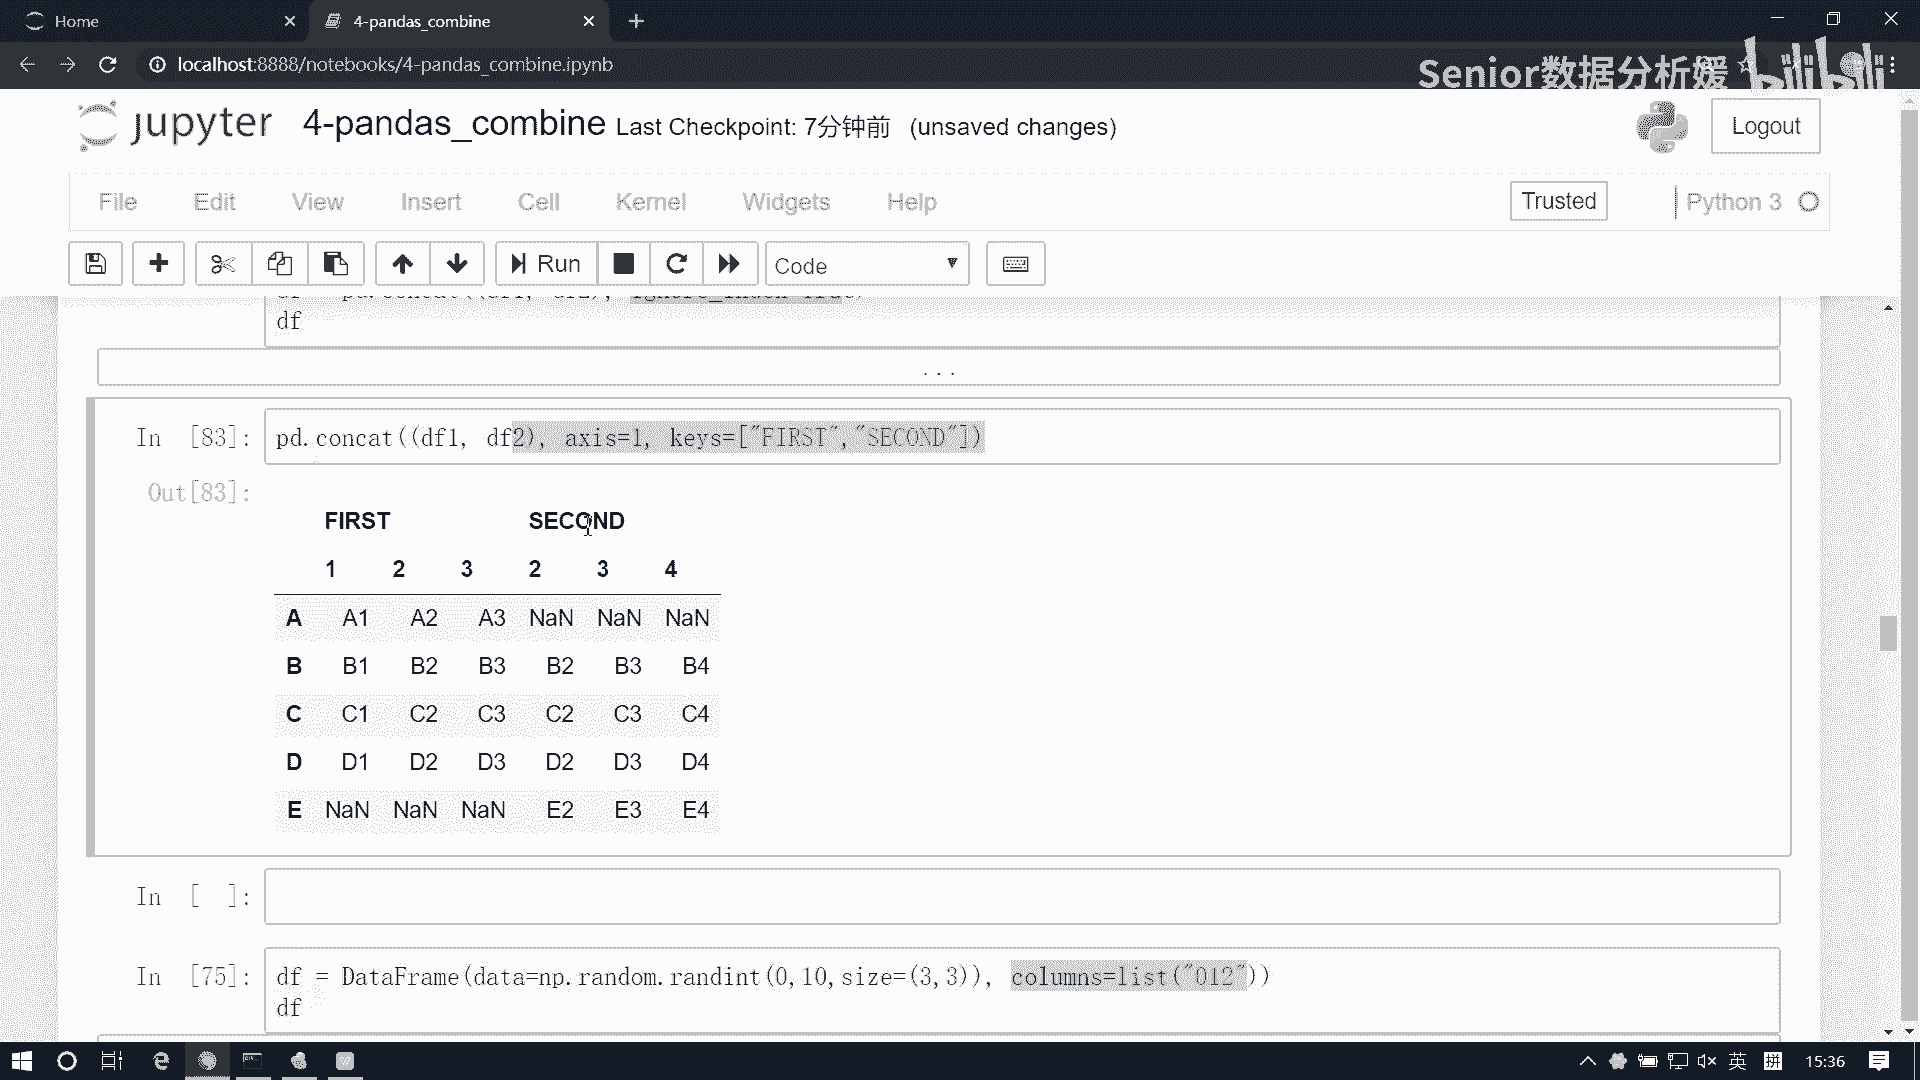 Home
4-pandas_combine
localhost:8888/notebooks/4-pandas_combine.ipynb
Senior数据分析媛
bilibili
jupyter 4-pandas_combine Last Checkpoint: 7分钟前 (unsaved changes)
Logout
File Edit View Insert Cell Kernel Widgets Help
Trusted
Python 3
Run
Code
df
...
In [83]: pd.concat((df1, df2), axis=1, keys=["FIRST","SECOND"])
Out[83]:
FIRST SECOND
1 2 3 2 3 4
A A1 A2 A3 NaN NaN NaN
B B1 B2 B3 B2 B3 B4
C C1 C2 C3 C2 C3 C4
D D1 D2 D3 D2 D3 D4
E NaN NaN NaN E2 E3 E4
In [ ]:
In [75]: df = DataFrame(data=np.random.randint(0,10,size=(3,3)), columns=list("012"))
df
英
拼
15:36